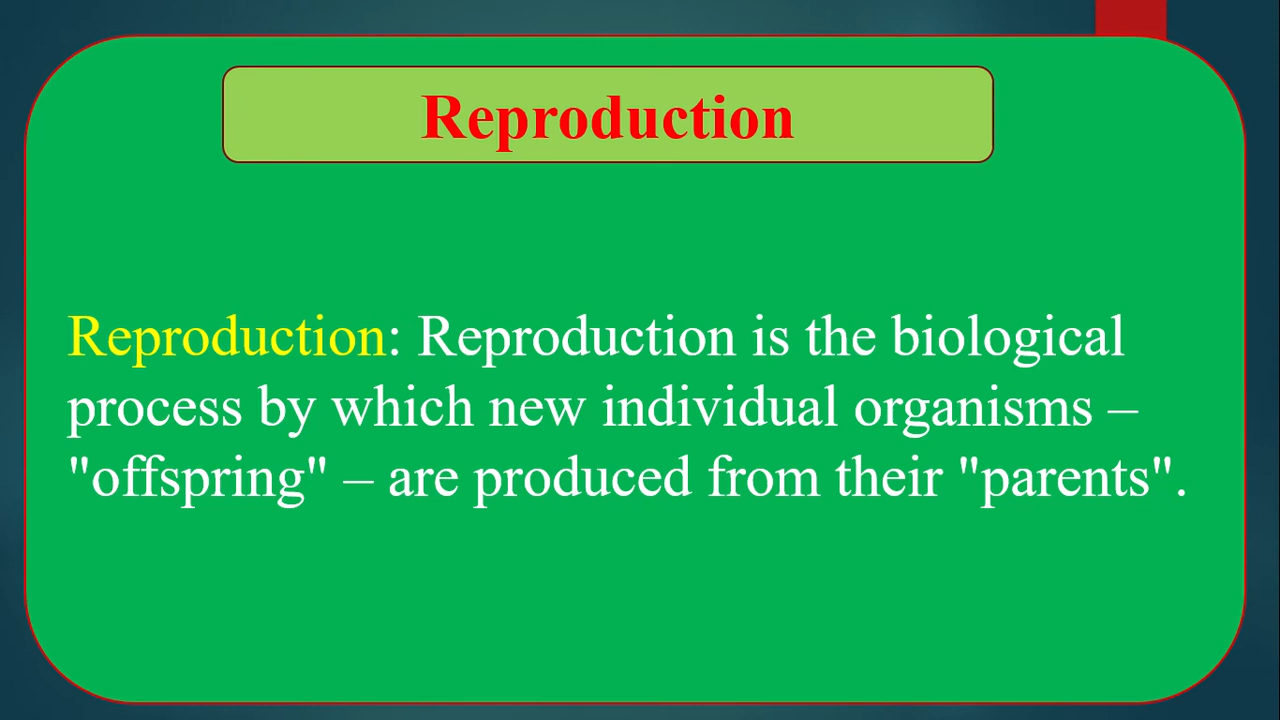 Reproduction
Reproduction: Reproduction is the biological
process by which new individual organisms –
"offspring" – are produced from their "parents".